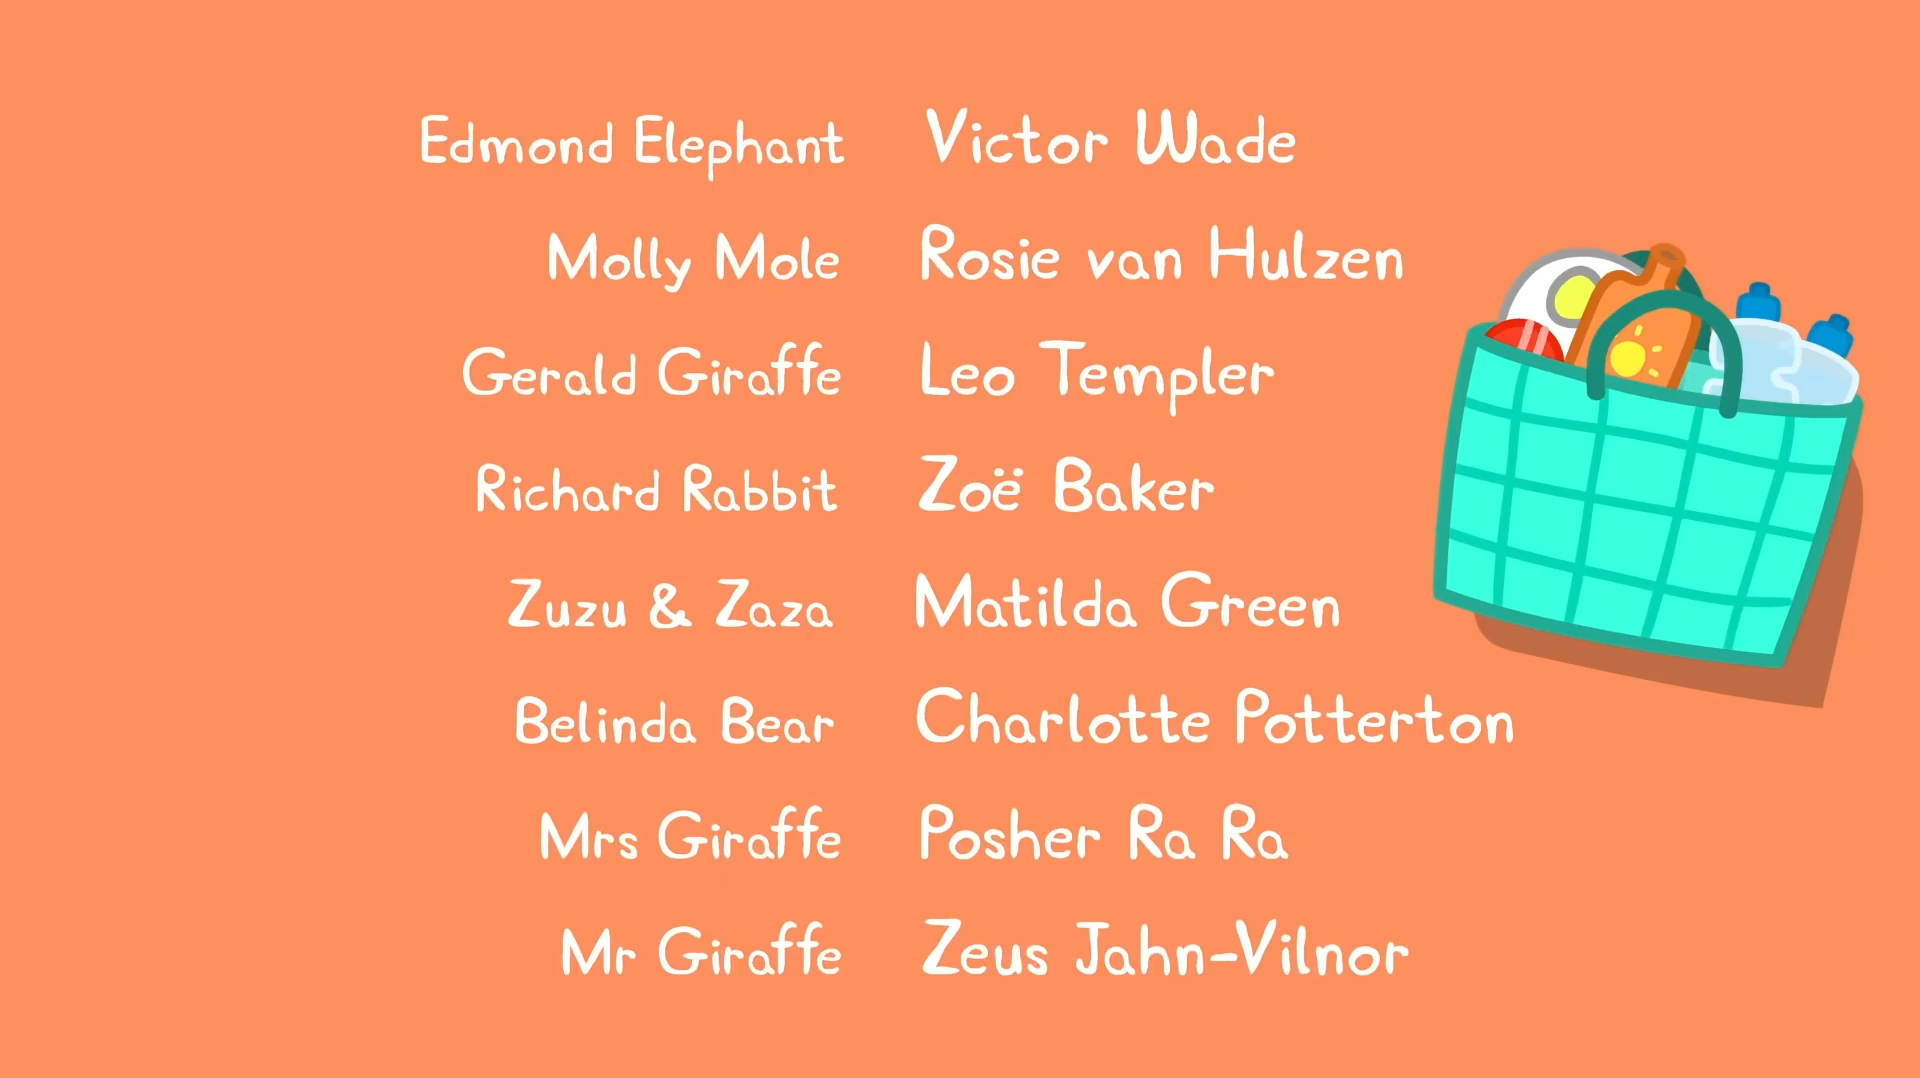 Edmond Elephant Victor Wade
Molly Mole Rosie van Hulzen
Gerald Giraffe Leo Templer
Richard Rabbit Zoë Baker
Zuzu & Zaza Matilda Green
Belinda Bear Charlotte Potterton
Mrs Giraffe Posher Ra Ra
Mr Giraffe Zeus Jahn-Vilnor